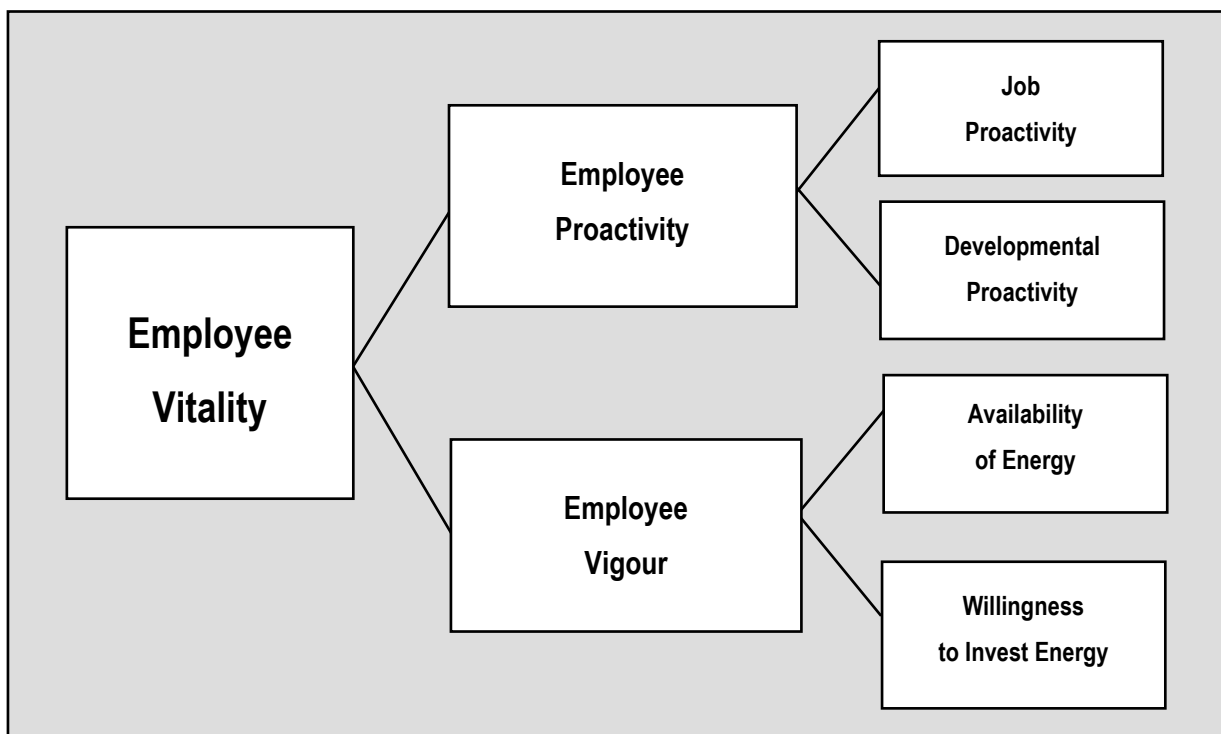 Employee
Vitality
Employee
Proactivity
Employee
Vigour
Job
Proactivity
Developmental
Proactivity
Availability
of Energy
Willingness
to Invest Energy